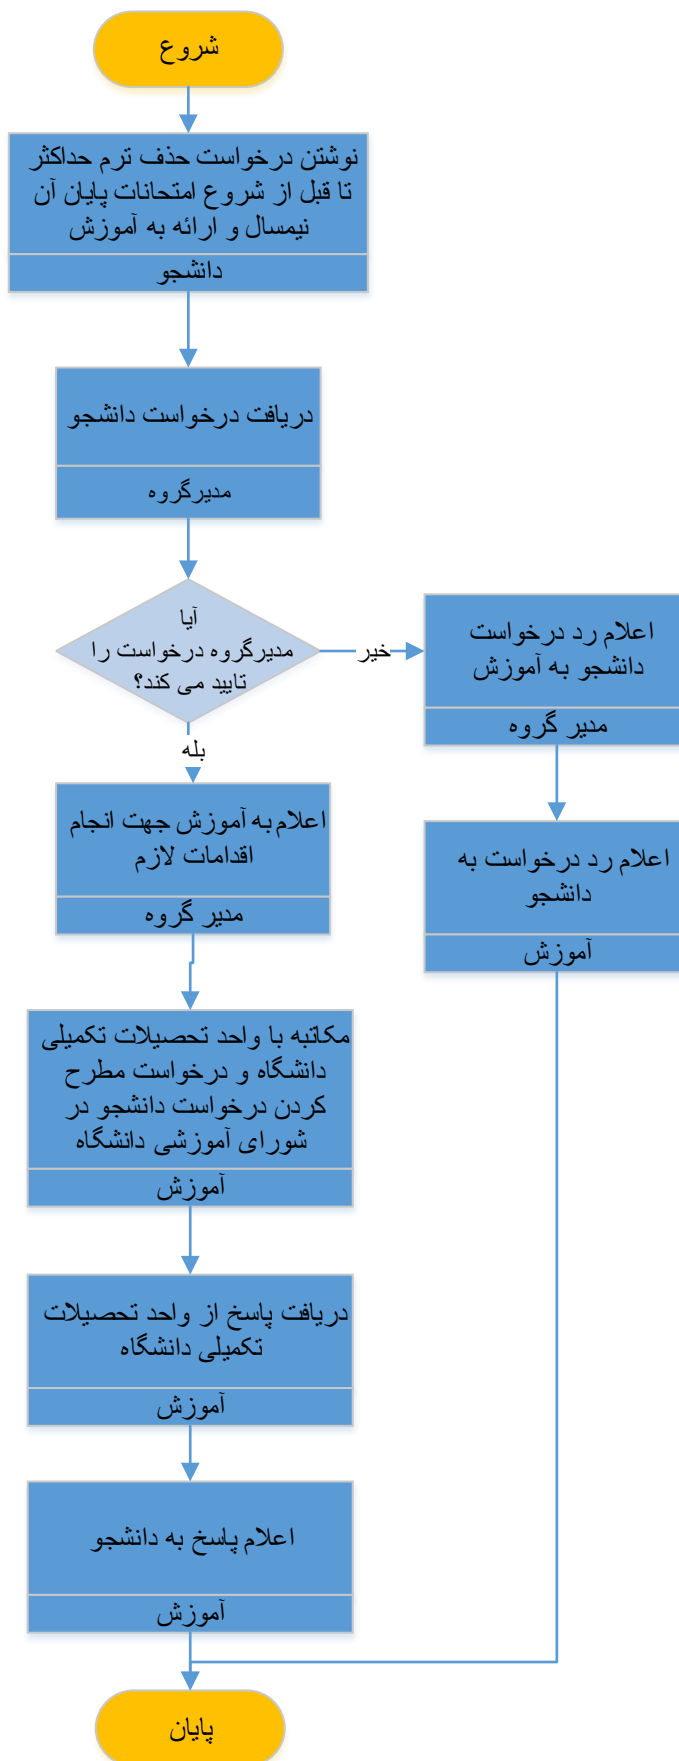 شروع
نوشتن درخواست حذف ترم حداکثر
تا قبل از شروع امتحانات پایان آن
نیمسال و ارائه به آموزش
دانشجو
دریافت درخواست دانشجو
مدیرگروه
آیا
مدیرگروه درخواست را
تایید می کند؟
خیر
بله
اعلام رد درخواست
دانشجو به آموزش
مدیر گروه
اعلام رد درخواست به
دانشجو
آموزش
اعلام به آموزش جهت انجام
اقدامات لازم
مدیر گروه
مکاتبه با واحد تحصیلات تکمیلی
دانشگاه و درخواست مطرح
کردن درخواست دانشجو در
شورای آموزشی دانشگاه
آموزش
دریافت پاسخ از واحد تحصیلات
تکمیلی دانشگاه
آموزش
اعلام پاسخ به دانشجو
آموزش
پایان